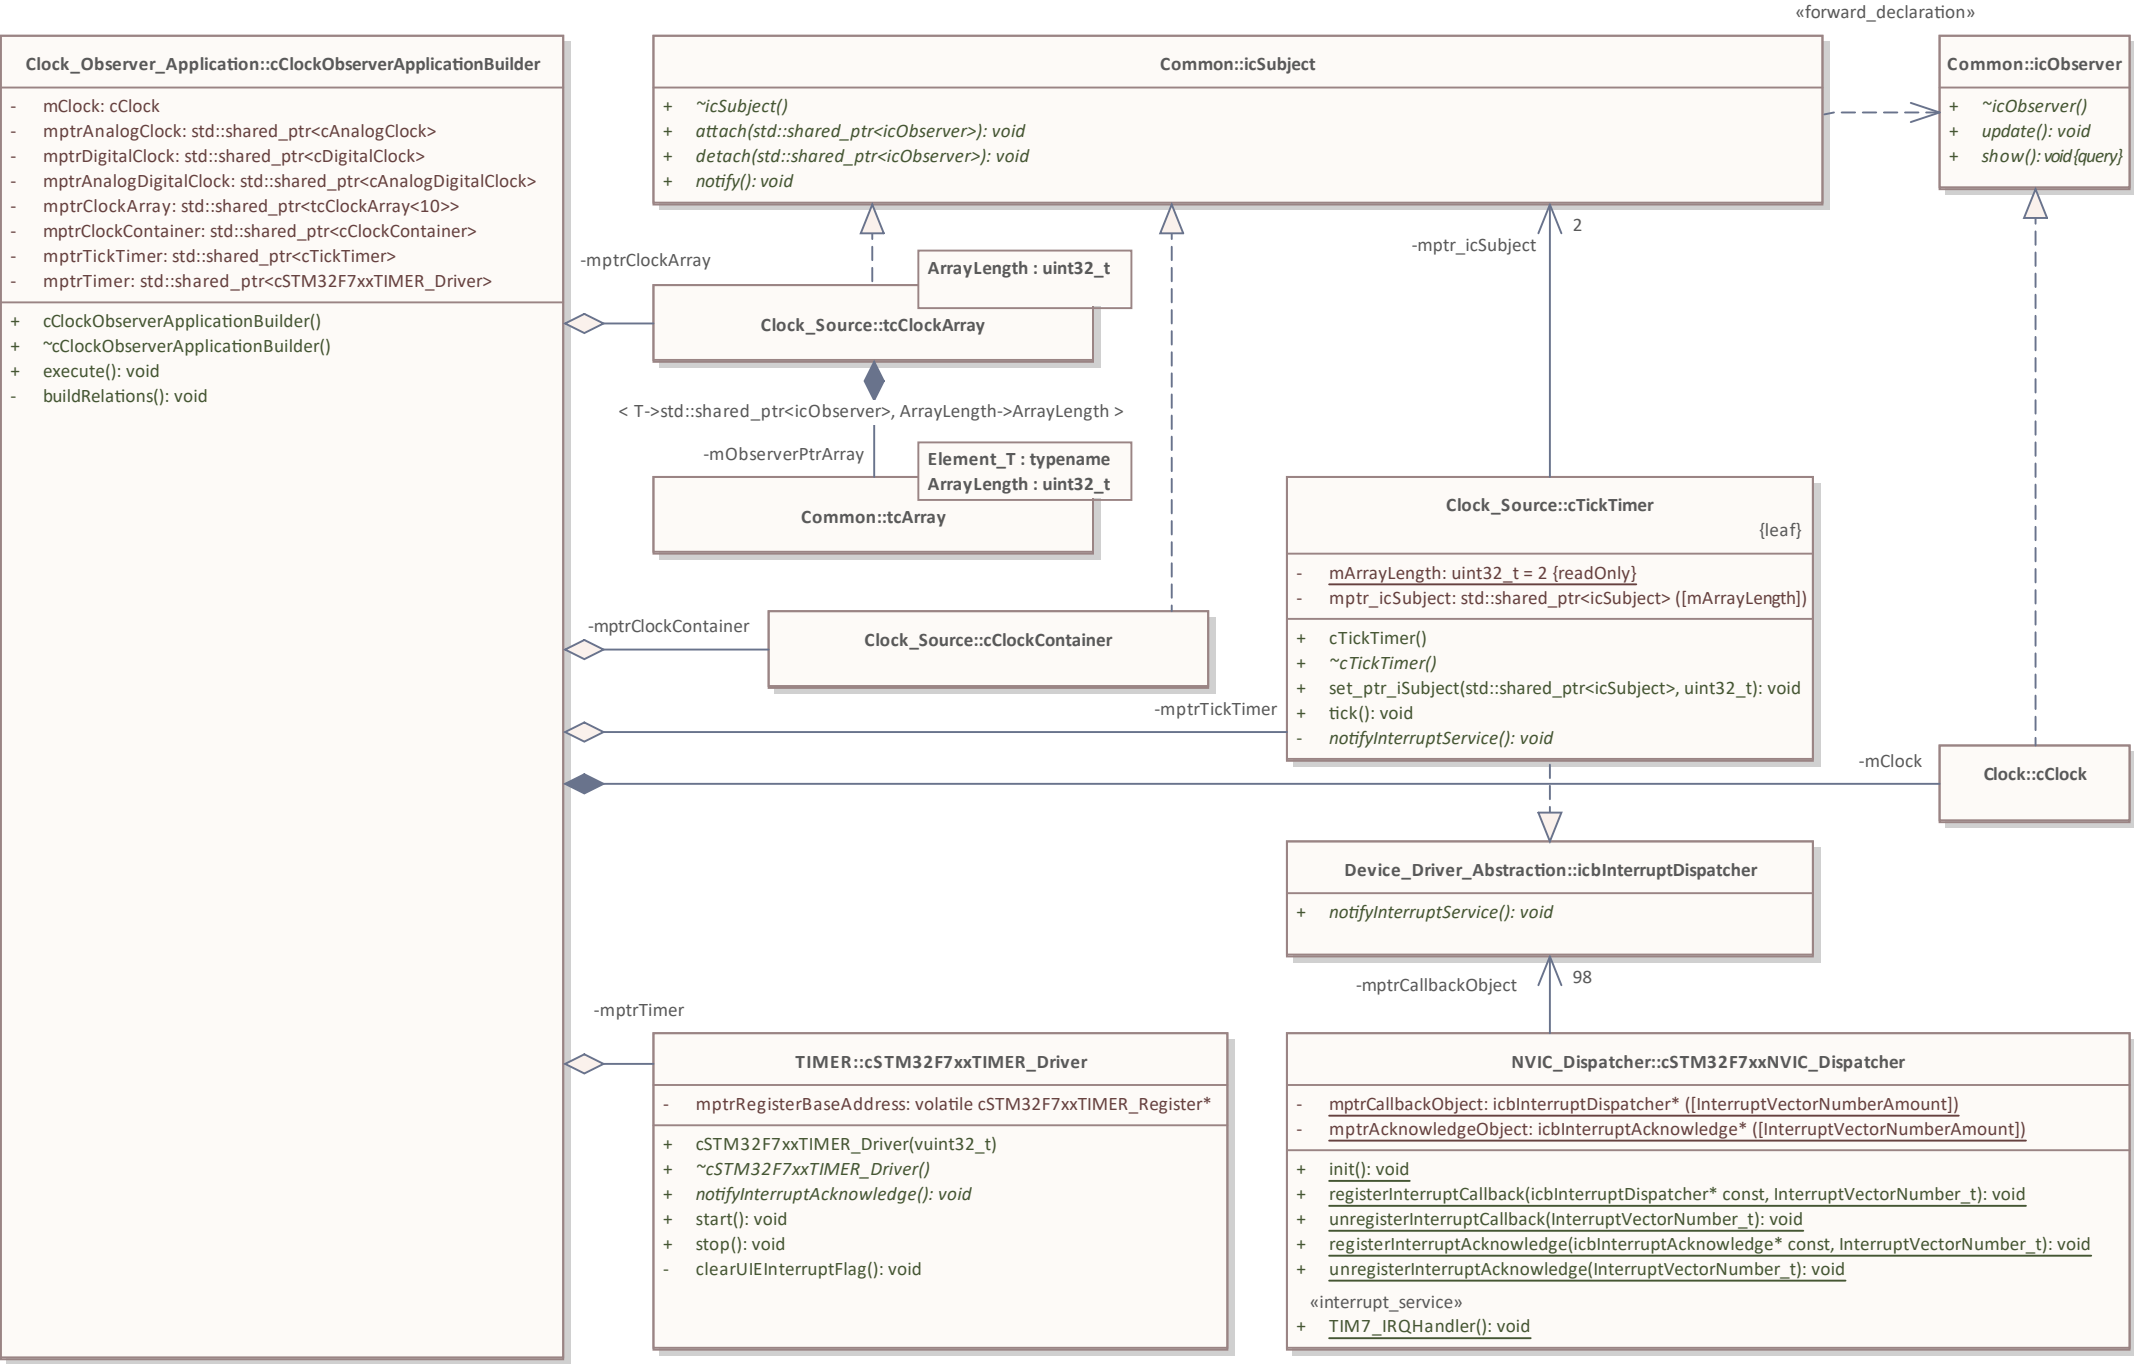 «forward_declaration»
Clock_Observer_Application::cClockObserverApplicationBuilder
- mClock: cClock
- mptrAnalogClock: std::shared_ptr<cAnalogClock>
- mptrDigitalClock: std::shared_ptr<cDigitalClock>
- mptrAnalogDigitalClock: std::shared_ptr<cAnalogDigitalClock>
- mptrClockArray: std::shared_ptr<tcClockArray<10>>
- mptrClockContainer: std::shared_ptr<cClockContainer>
- mptrTickTimer: std::shared_ptr<cTickTimer>
- mptrTimer: std::shared_ptr<cSTM32F7xxTIMER_Driver>
+ cClockObserverApplicationBuilder()
+ ~cClockObserverApplicationBuilder()
+ execute(): void
- buildRelations(): void
Common::icSubject
+ ~icSubject()
+ attach(std::shared_ptr<icObserver>): void
+ detach(std::shared_ptr<icObserver>): void
+ notify(): void
Common::icObserver
+ ~icObserver()
+ update(): void
+ show(): void{query}
-mptrClockArray
ArrayLength : uint32_t
Clock_Source::tcClockArray
-mptr_icSubject
2
< T->std::shared_ptr<icObserver>, ArrayLength->ArrayLength >
-mObserverPtrArray
Element_T : typename
ArrayLength : uint32_t
Common::tcArray
Clock_Source::cTickTimer
{leaf}
- mArrayLength: uint32_t = 2 {readOnly}
- mptr_icSubject: std::shared_ptr<icSubject> ([mArrayLength])
+ cTickTimer()
+ ~cTickTimer()
+ set_ptr_iSubject(std::shared_ptr<icSubject>, uint32_t): void
+ tick(): void
- notifyInterruptService(): void
-mptrClockContainer
Clock_Source::cClockContainer
-mptrTickTimer
-mClock
Clock::cClock
Device_Driver_Abstraction::icbInterruptDispatcher
+ notifyInterruptService(): void
-mptrCallbackObject
98
-mptrTimer
TIMER::cSTM32F7xxTIMER_Driver
- mptrRegisterBaseAddress: volatile cSTM32F7xxTIMER_Register*
+ cSTM32F7xxTIMER_Driver(vuint32_t)
+ ~cSTM32F7xxTIMER_Driver()
+ notifyInterruptAcknowledge(): void
+ start(): void
+ stop(): void
- clearUIEInterruptFlag(): void
NVIC_Dispatcher::cSTM32F7xxNVIC_Dispatcher
- mptrCallbackObject: icbInterruptDispatcher* ([InterruptVectorNumberAmount])
- mptrAcknowledgeObject: icbInterruptAcknowledge* ([InterruptVectorNumberAmount])
+ init(): void
+ registerInterruptCallback(icbInterruptDispatcher* const, InterruptVectorNumber_t): void
+ unregisterInterruptCallback(InterruptVectorNumber_t): void
+ registerInterruptAcknowledge(icbInterruptAcknowledge* const, InterruptVectorNumber_t): void
+ unregisterInterruptAcknowledge(InterruptVectorNumber_t): void
«interrupt_service»
+ TIM7_IRQHandler(): void